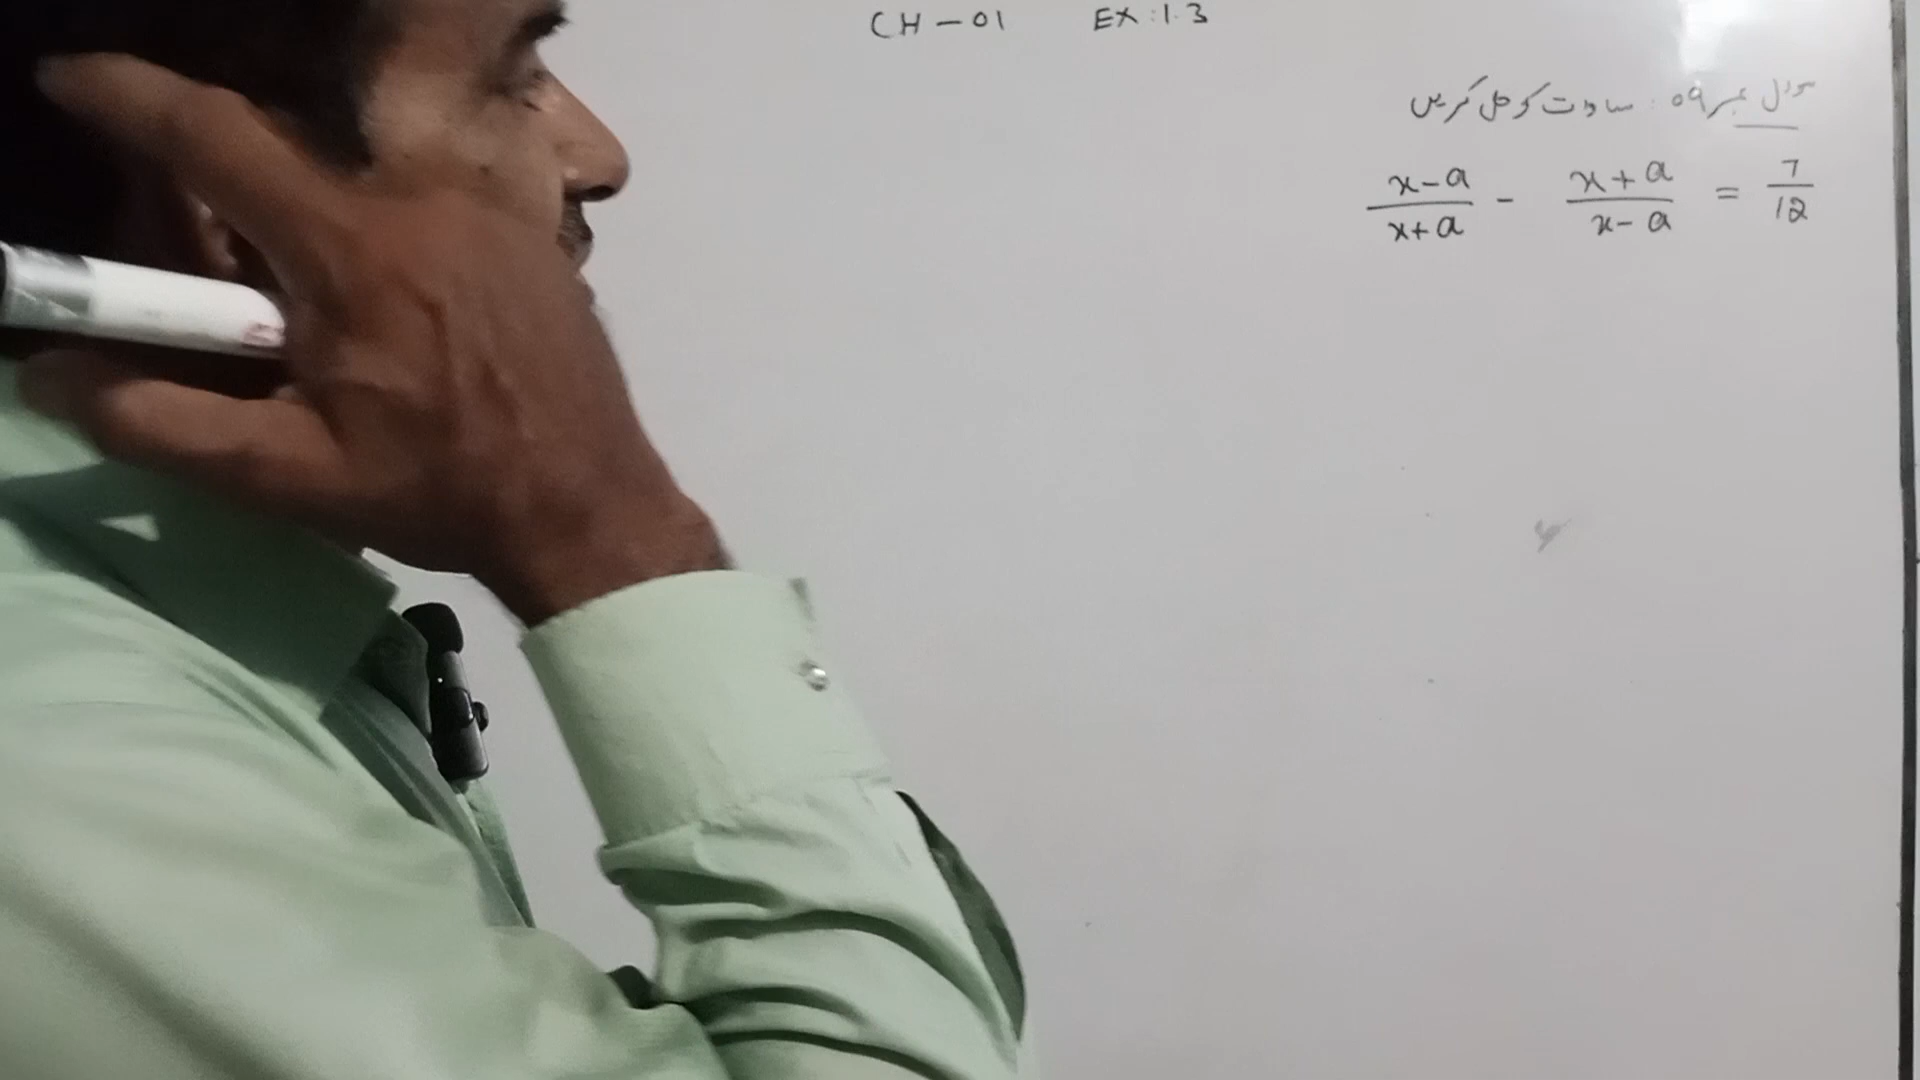 CH - 01 EX : 1.3
سوال نمبر 09 : مساوات کو حل کریں
x-a/x+a - x+a/x-a = 7/12